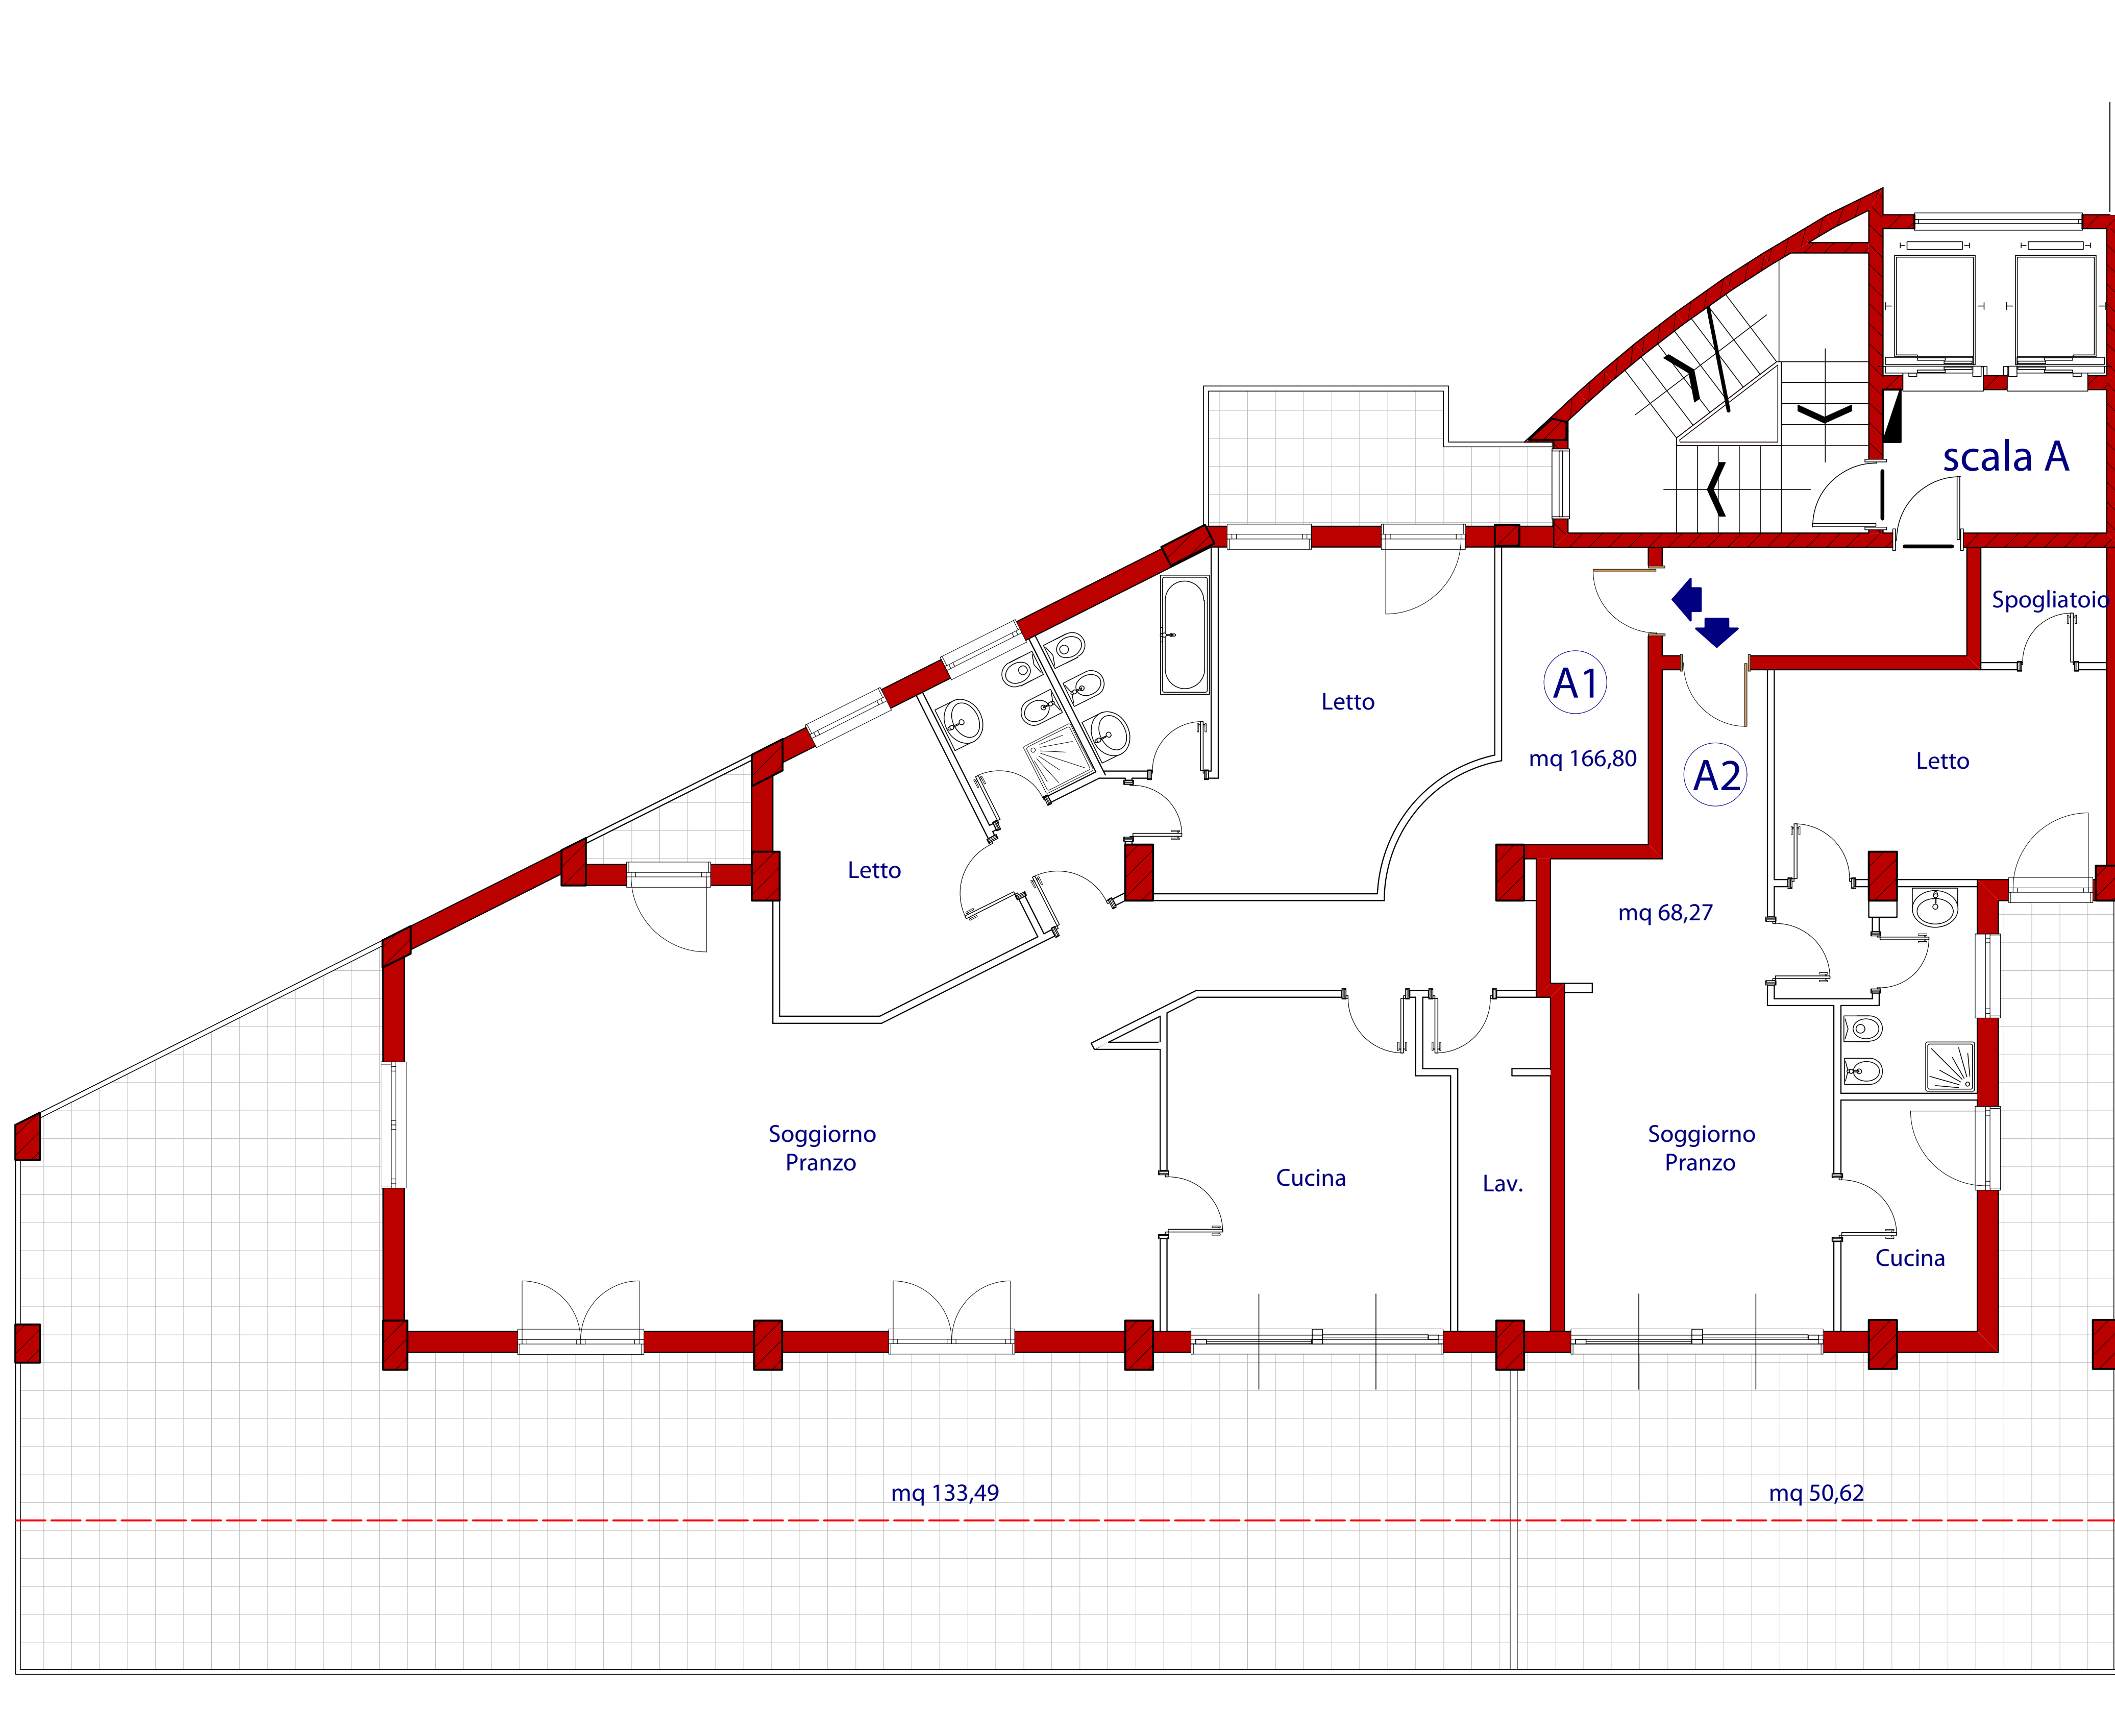 scala A
Spogliatoio
A1
Letto
mq 166,80
A2
Letto
Letto
mq 68,27
Soggiorno
Pranzo
Cucina
Lav.
Soggiorno
Pranzo
Cucina
mq 133,49
mq 50,62